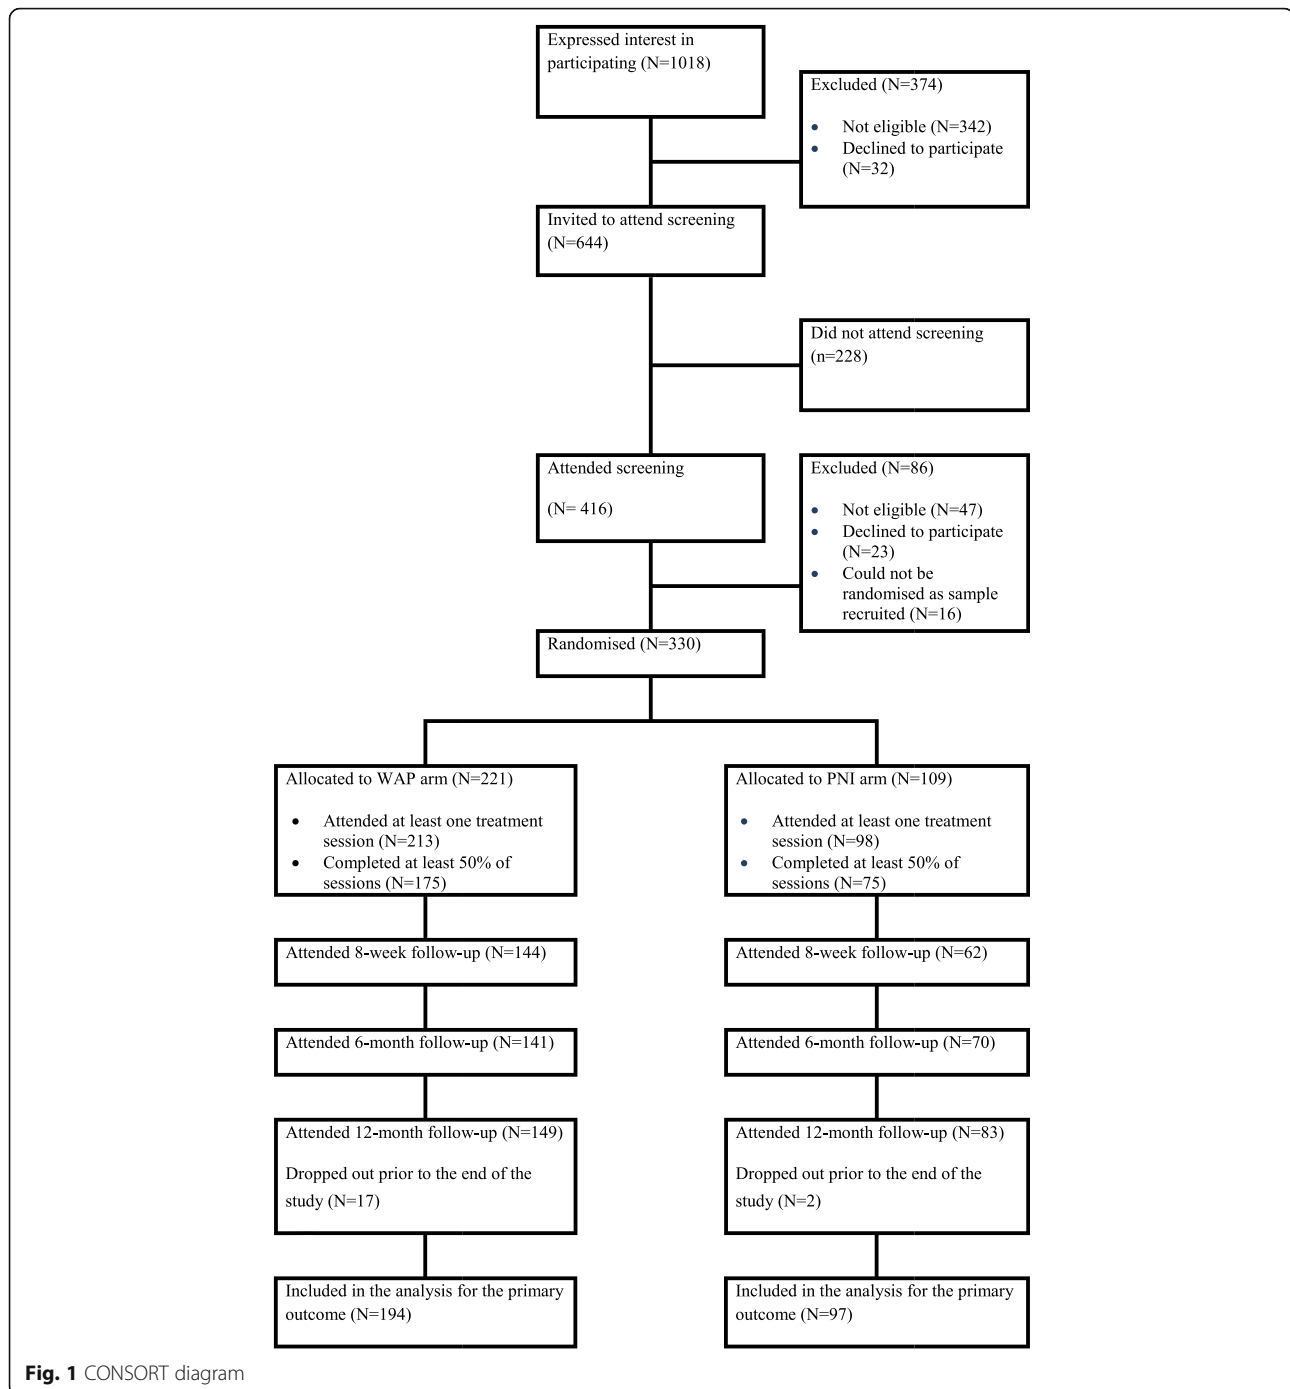 Expressed interest in
participating (N=1018)
Excluded (N=374)
• Not eligible (N=342)
• Declined to participate
(N=32)
Invited to attend screening
(N=644)
Did not attend screening
(n=228)
Attended screening
(N= 416)
Excluded (N=86)
• Not eligible (N=47)
• Declined to participate
(N=23)
• Could not be
randomised as sample
recruited (N=16)
Randomised (N=330)
Allocated to WAP arm (N=221)
• Attended at least one treatment
session (N=213)
• Completed at least 50% of
sessions (N=175)
Allocated to PNI arm (N=109)
• Attended at least one treatment
session (N=98)
• Completed at least 50% of
sessions (N=75)
Attended 8-week follow-up (N=144)
Attended 8-week follow-up (N=62)
Attended 6-month follow-up (N=141)
Attended 6-month follow-up (N=70)
Attended 12-month follow-up (N=149)
Dropped out prior to the end of the
study (N=17)
Attended 12-month follow-up (N=83)
Dropped out prior to the end of the
study (N=2)
Included in the analysis for the primary
outcome (N=194)
Included in the analysis for the primary
outcome (N=97)
Fig. 1 CONSORT diagram